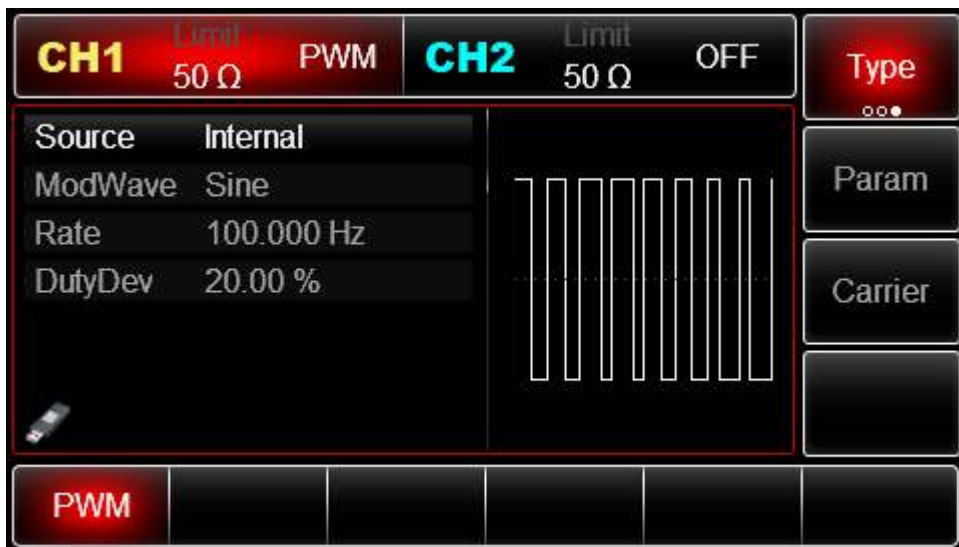 CH1 Limit 50 Ω PWM
CH2 Limit 50 Ω OFF
Type
Source Internal
ModWave Sine
Rate 100.000 Hz
DutyDev 20.00 %
Param
Carrier
PWM